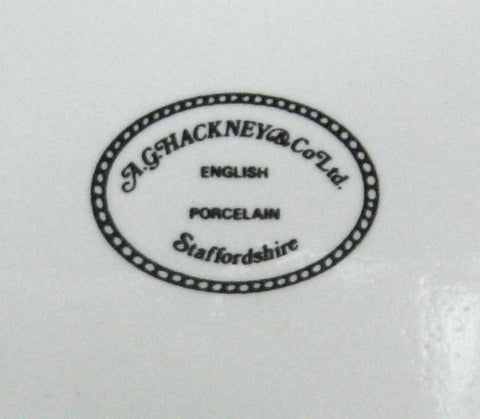 A.G. HACKNEY & Co Ltd.
ENGLISH
PORCELAIN
Staffordshire